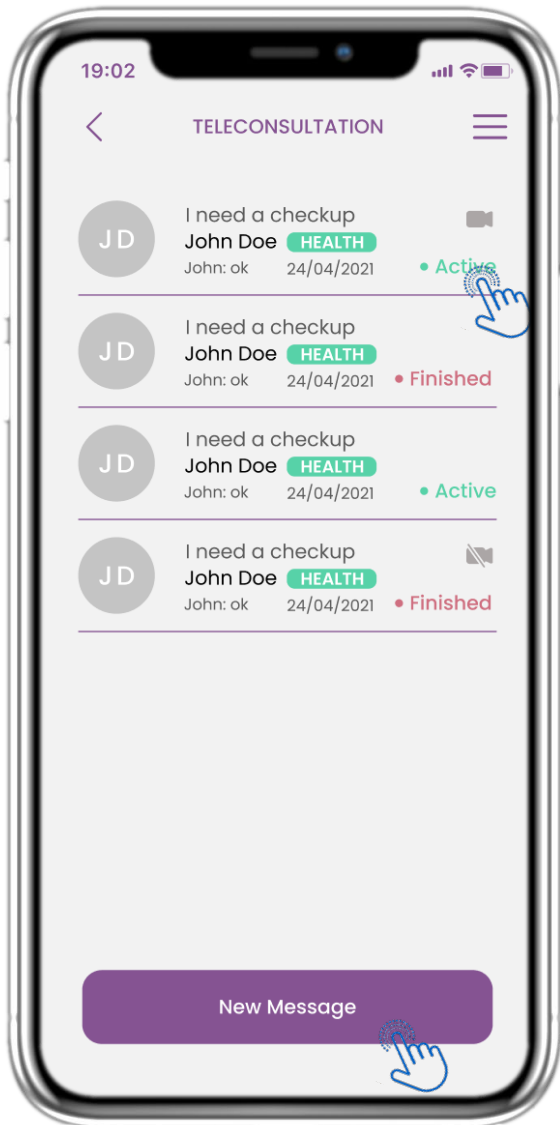 19:02
TELECONSULTATION
JD
I need a checkup
John Doe HEALTH
John: ok 24/04/2021 • Active
JD
I need a checkup
John Doe HEALTH
John: ok 24/04/2021 • Finished
JD
I need a checkup
John Doe HEALTH
John: ok 24/04/2021 • Active
JD
I need a checkup
John Doe HEALTH
John: ok 24/04/2021 • Finished
New Message